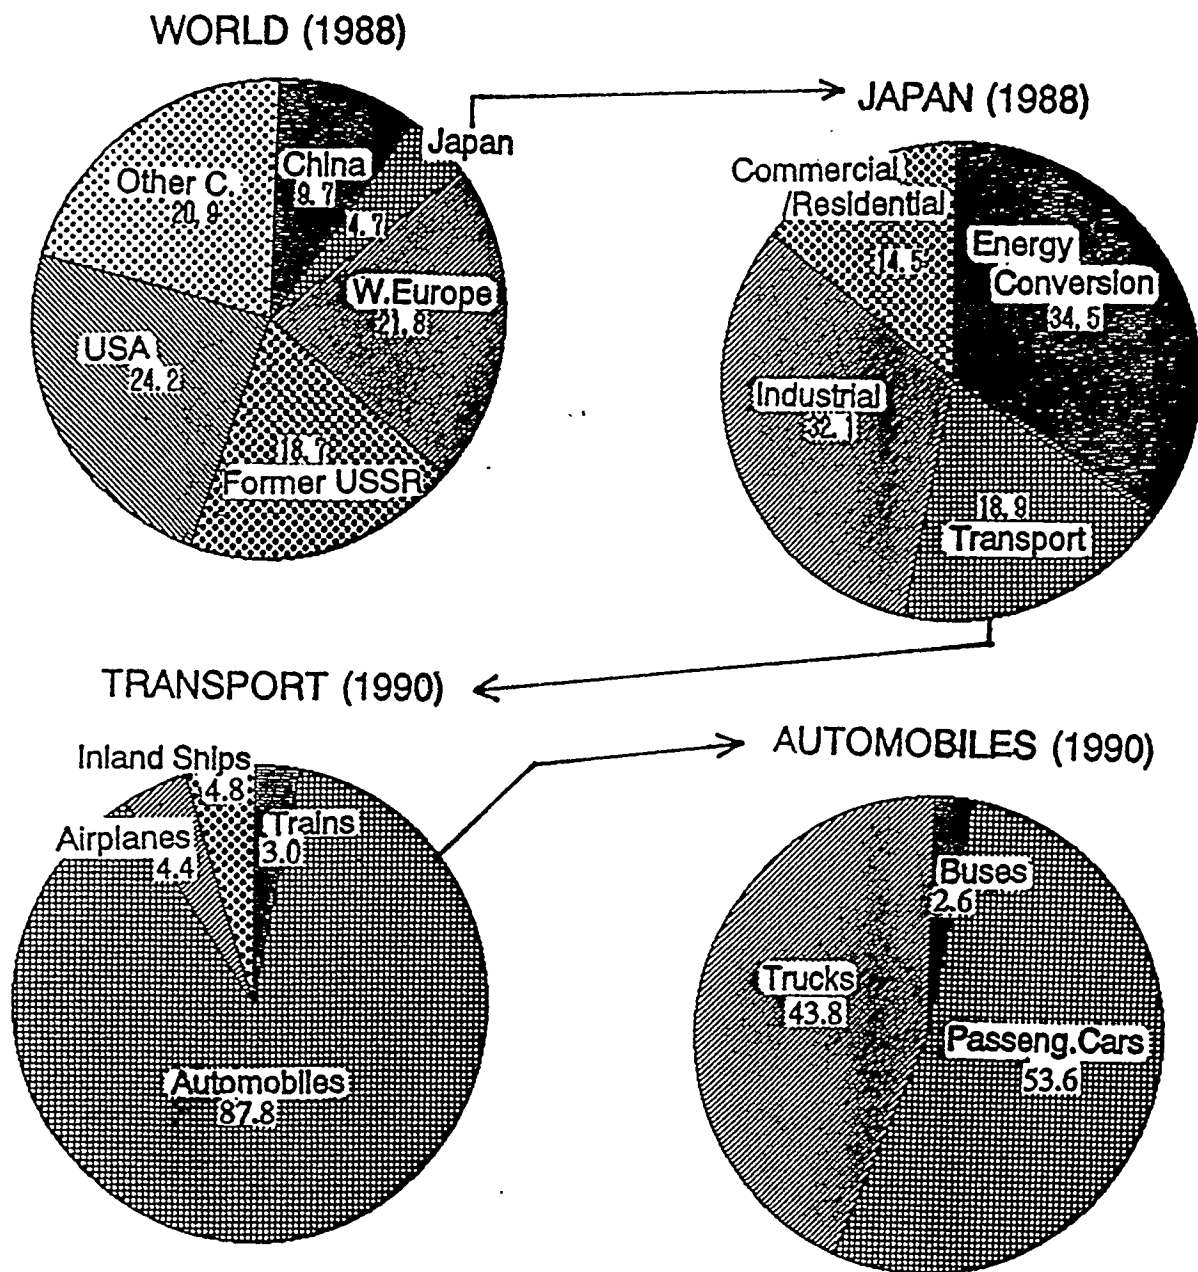 WORLD (1988)
China
9.7
Japan
4.7
W.Europe
21.8
18.7
Former USSR
USA
24.2
Other C.
20.9
JAPAN (1988)
Commercial
/Residential
14.5
Energy
Conversion
34.5
Industrial
32.1
18.9
Transport
TRANSPORT (1990)
Inland Ships
4.8
Trains
3.0
Airplanes
4.4
Automobiles
87.8
AUTOMOBILES (1990)
Buses
2.6
Trucks
43.8
Passeng.Cars
53.6